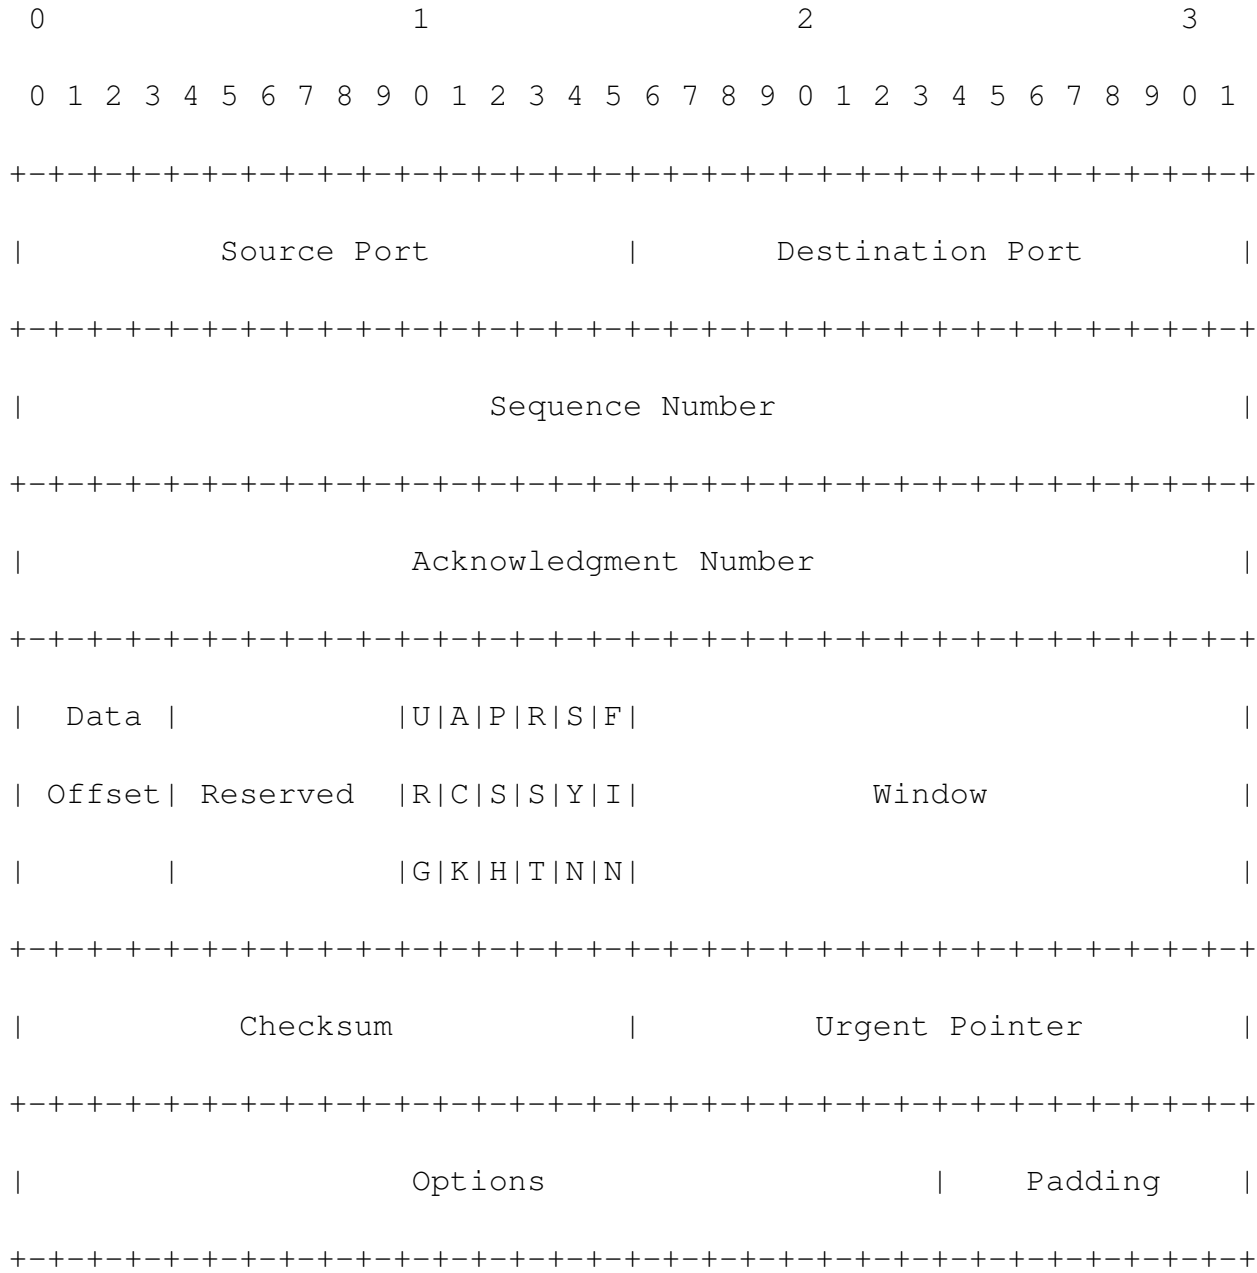 0                   1                   2                   3
 0 1 2 3 4 5 6 7 8 9 0 1 2 3 4 5 6 7 8 9 0 1 2 3 4 5 6 7 8 9 0 1
+-+-+-+-+-+-+-+-+-+-+-+-+-+-+-+-+-+-+-+-+-+-+-+-+-+-+-+-+-+-+-+-+
|          Source Port          |       Destination Port        |
+-+-+-+-+-+-+-+-+-+-+-+-+-+-+-+-+-+-+-+-+-+-+-+-+-+-+-+-+-+-+-+-+
|                        Sequence Number                        |
+-+-+-+-+-+-+-+-+-+-+-+-+-+-+-+-+-+-+-+-+-+-+-+-+-+-+-+-+-+-+-+-+
|                    Acknowledgment Number                      |
+-+-+-+-+-+-+-+-+-+-+-+-+-+-+-+-+-+-+-+-+-+-+-+-+-+-+-+-+-+-+-+-+
|  Data |           |U|A|P|R|S|F|                               |
| Offset| Reserved  |R|C|S|S|Y|I|            Window             |
|       |           |G|K|H|T|N|N|                               |
+-+-+-+-+-+-+-+-+-+-+-+-+-+-+-+-+-+-+-+-+-+-+-+-+-+-+-+-+-+-+-+-+
|           Checksum            |         Urgent Pointer        |
+-+-+-+-+-+-+-+-+-+-+-+-+-+-+-+-+-+-+-+-+-+-+-+-+-+-+-+-+-+-+-+-+
|                    Options                    |    Padding    |
+-+-+-+-+-+-+-+-+-+-+-+-+-+-+-+-+-+-+-+-+-+-+-+-+-+-+-+-+-+-+-+-+